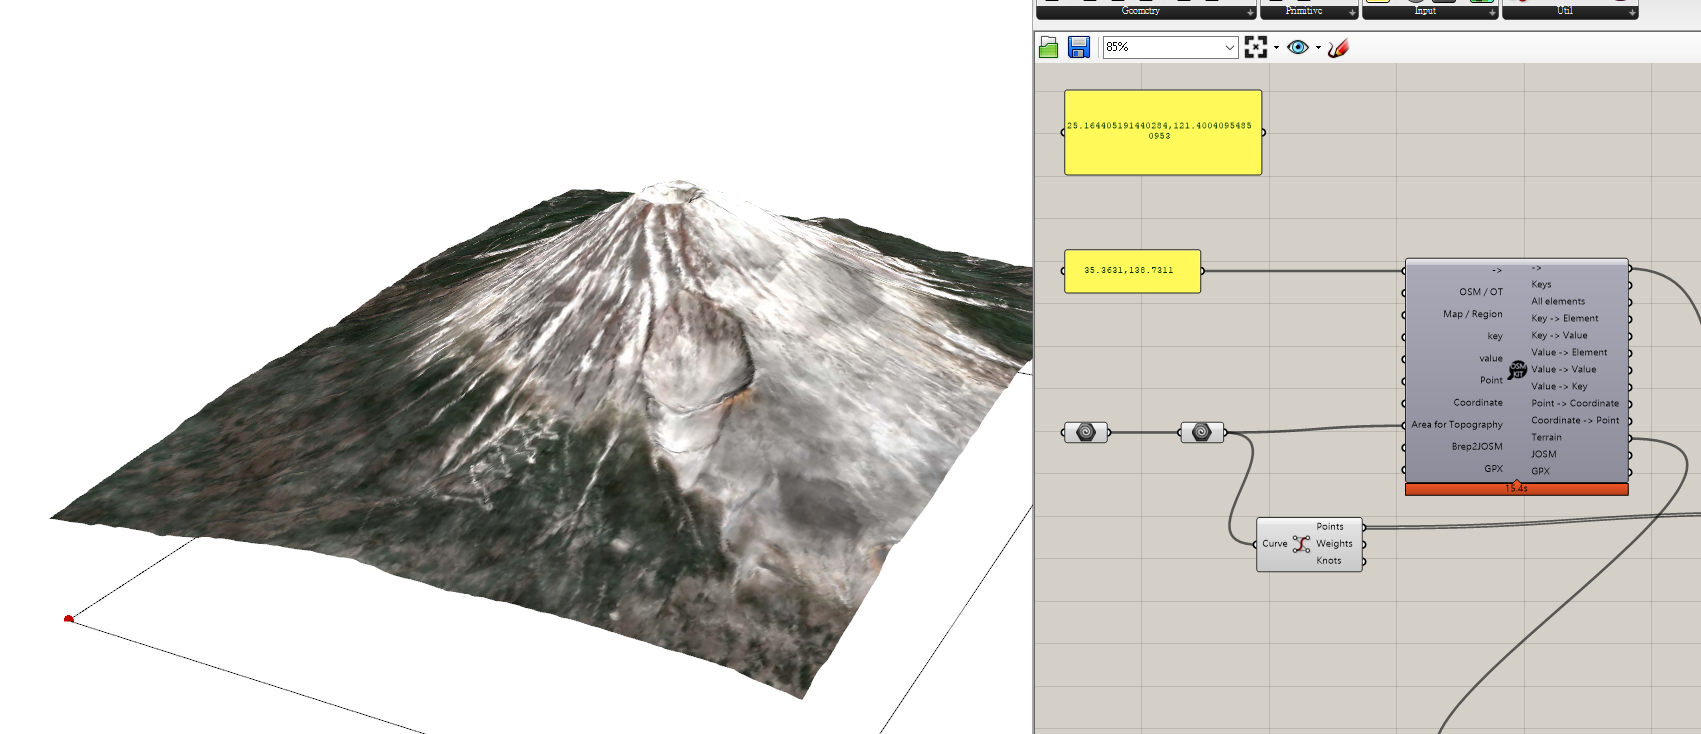 Geometry
Primitive
Input
Util
85%
25.164405191440284,121.4004095485
0953
35.3631,138.7311
->
OSM / OT
Map / Region
key
value
Point
Coordinate
Area for Topography
Brep2JOSM
GPX
OSM
KIT
->
Keys
All elements
Key -> Element
Key -> Value
Value -> Element
Value -> Value
Value -> Key
Point -> Coordinate
Coordinate -> Point
Terrain
JOSM
GPX
15.4s
Curve
Points
Weights
Knots